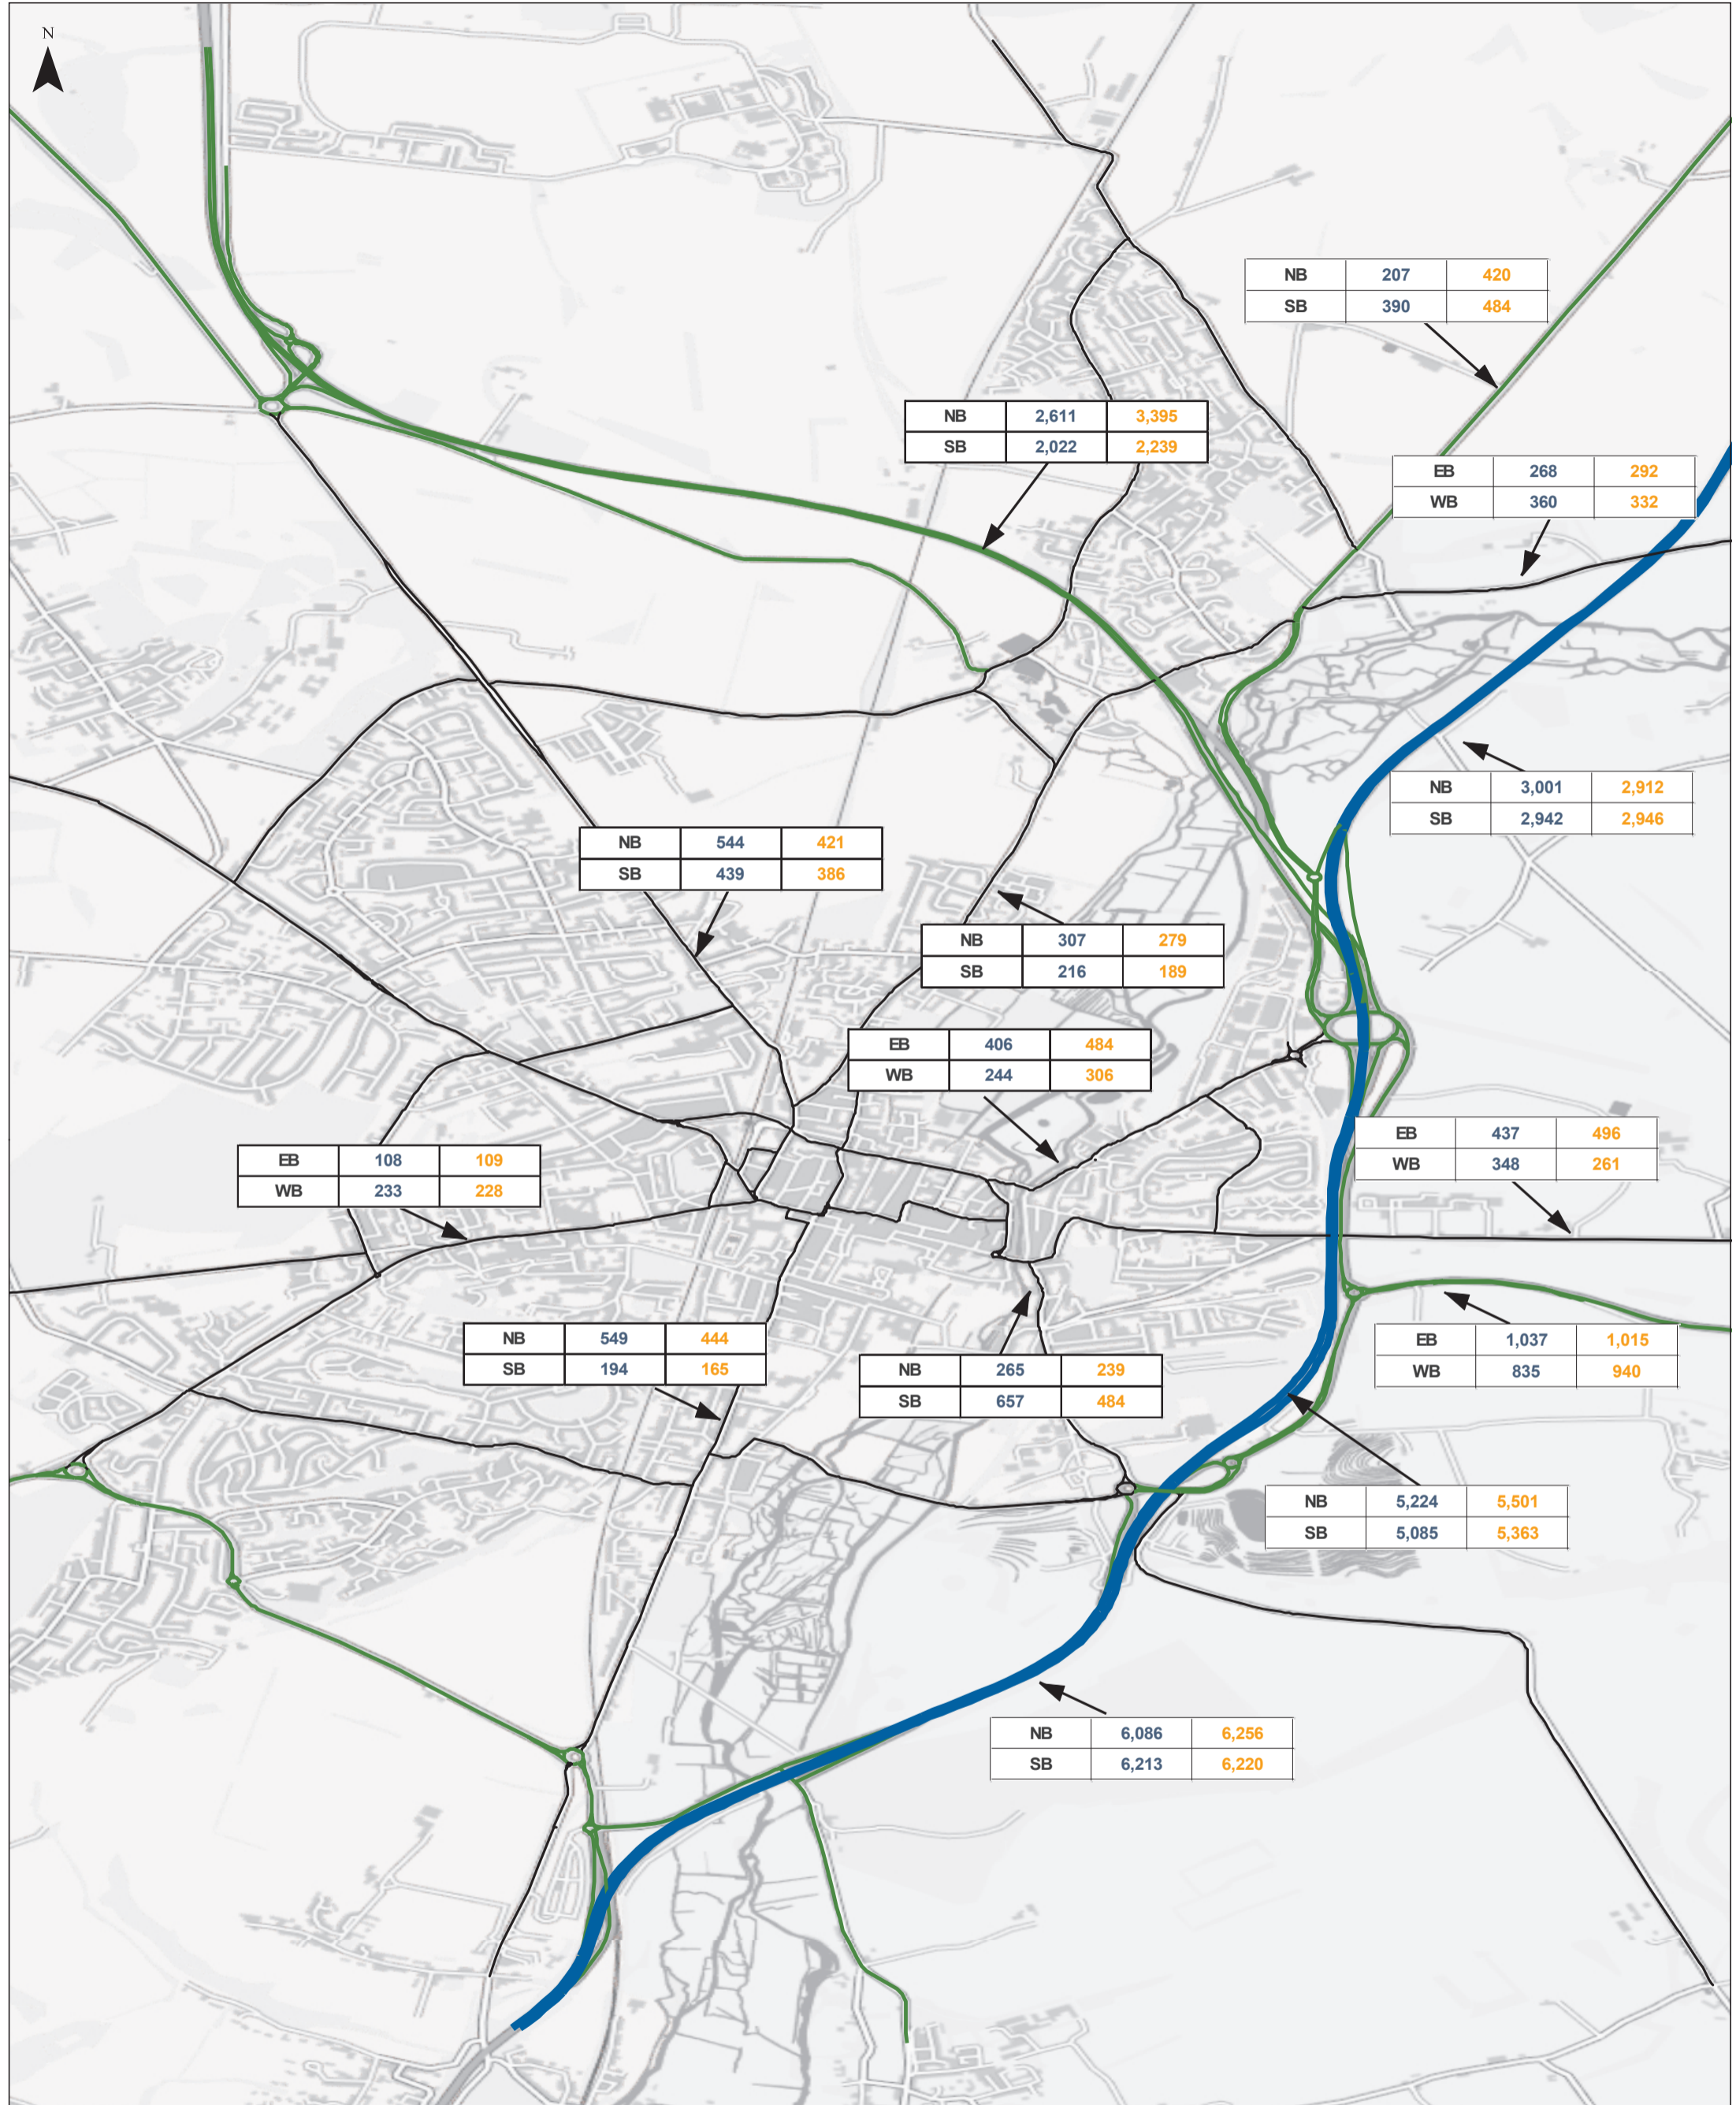 N
NB 207 420
SB 390 484
NB 2,611 3,395
SB 2,022 2,239
EB 268 292
WB 360 332
NB 3,001 2,912
SB 2,942 2,946
NB 544 421
SB 439 386
NB 307 279
SB 216 189
EB 406 484
WB 244 306
EB 437 496
WB 348 261
EB 108 109
WB 233 228
NB 549 444
SB 194 165
NB 265 239
SB 657 484
EB 1,037 1,015
WB 835 940
NB 5,224 5,501
SB 5,085 5,363
NB 6,086 6,256
SB 6,213 6,220